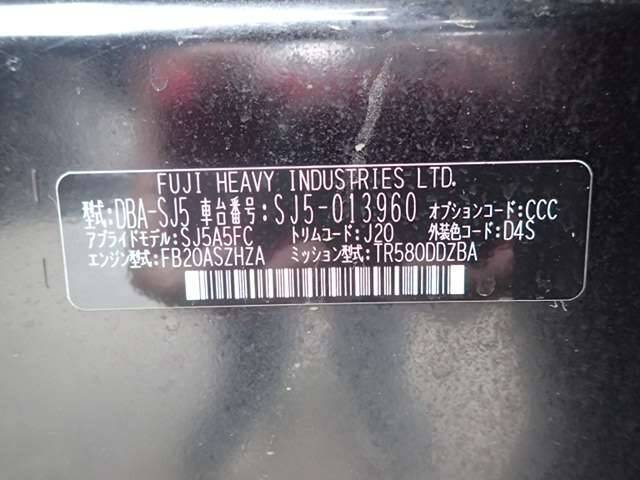 FUJI HEAVY INDUSTRIES LTD.
型式:DBA-SJ5 車台番号:SJ5-013960 オプションコード:CCC
アプライドモデル:SJ5A5FC トリムコード:J20 外装色コード:D4S
エンジン型式:FB20ASZHZA ミッション型式:TR580DDZBA